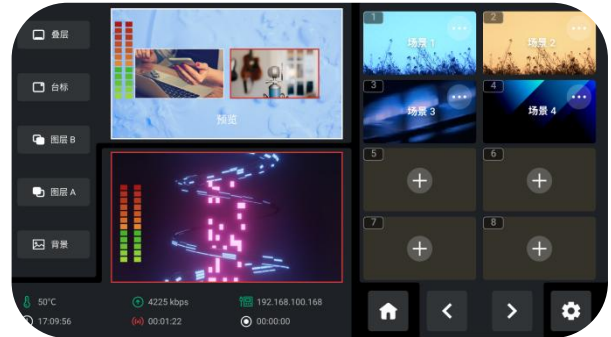 叠层
台标
图层 B
图层 A
背景
预览
50°C
4225 kbps
192.168.100.168
17:09:56
00:01:22
00:00:00
1
场景 1
2
场景 2
3
场景 3
4
场景 4
5
6
7
8